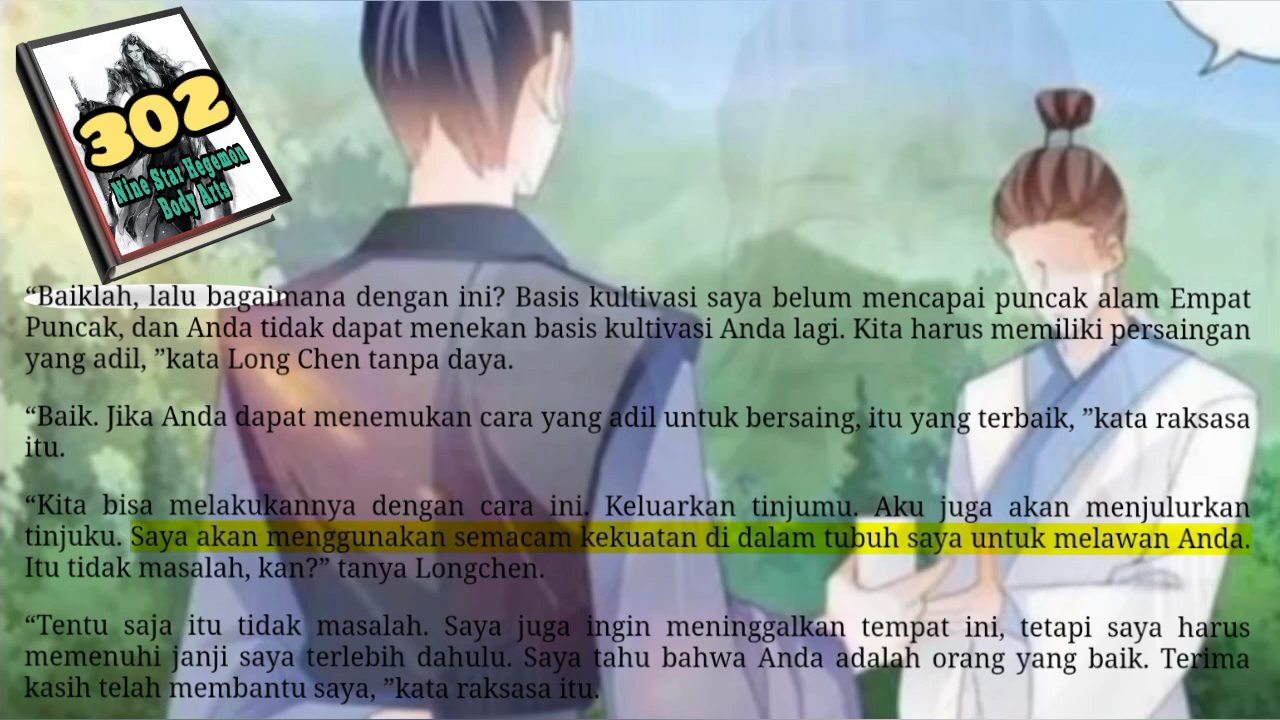 302
Nine Star Hegemon
Body Arts
“Baiklah, lalu bagaimana dengan ini? Basis kultivasi saya belum mencapai puncak alam Empat
Puncak, dan Anda tidak dapat menekan basis kultivasi Anda lagi. Kita harus memiliki persaingan
yang adil, ”kata Long Chen tanpa daya.
“Baik. Jika Anda dapat menemukan cara yang adil untuk bersaing, itu yang terbaik, ”kata raksasa
itu.
“Kita bisa melakukannya dengan cara ini. Keluarkan tinjumu. Aku juga akan menjulurkan
tinjuku. Saya akan menggunakan semacam kekuatan di dalam tubuh saya untuk melawan Anda.
Itu tidak masalah, kan?” tanya Longchen.
“Tentu saja itu tidak masalah. Saya juga ingin meninggalkan tempat ini, tetapi saya harus
memenuhi janji saya terlebih dahulu. Saya tahu bahwa Anda adalah orang yang baik. Terima
kasih telah membantu saya, ”kata raksasa itu.